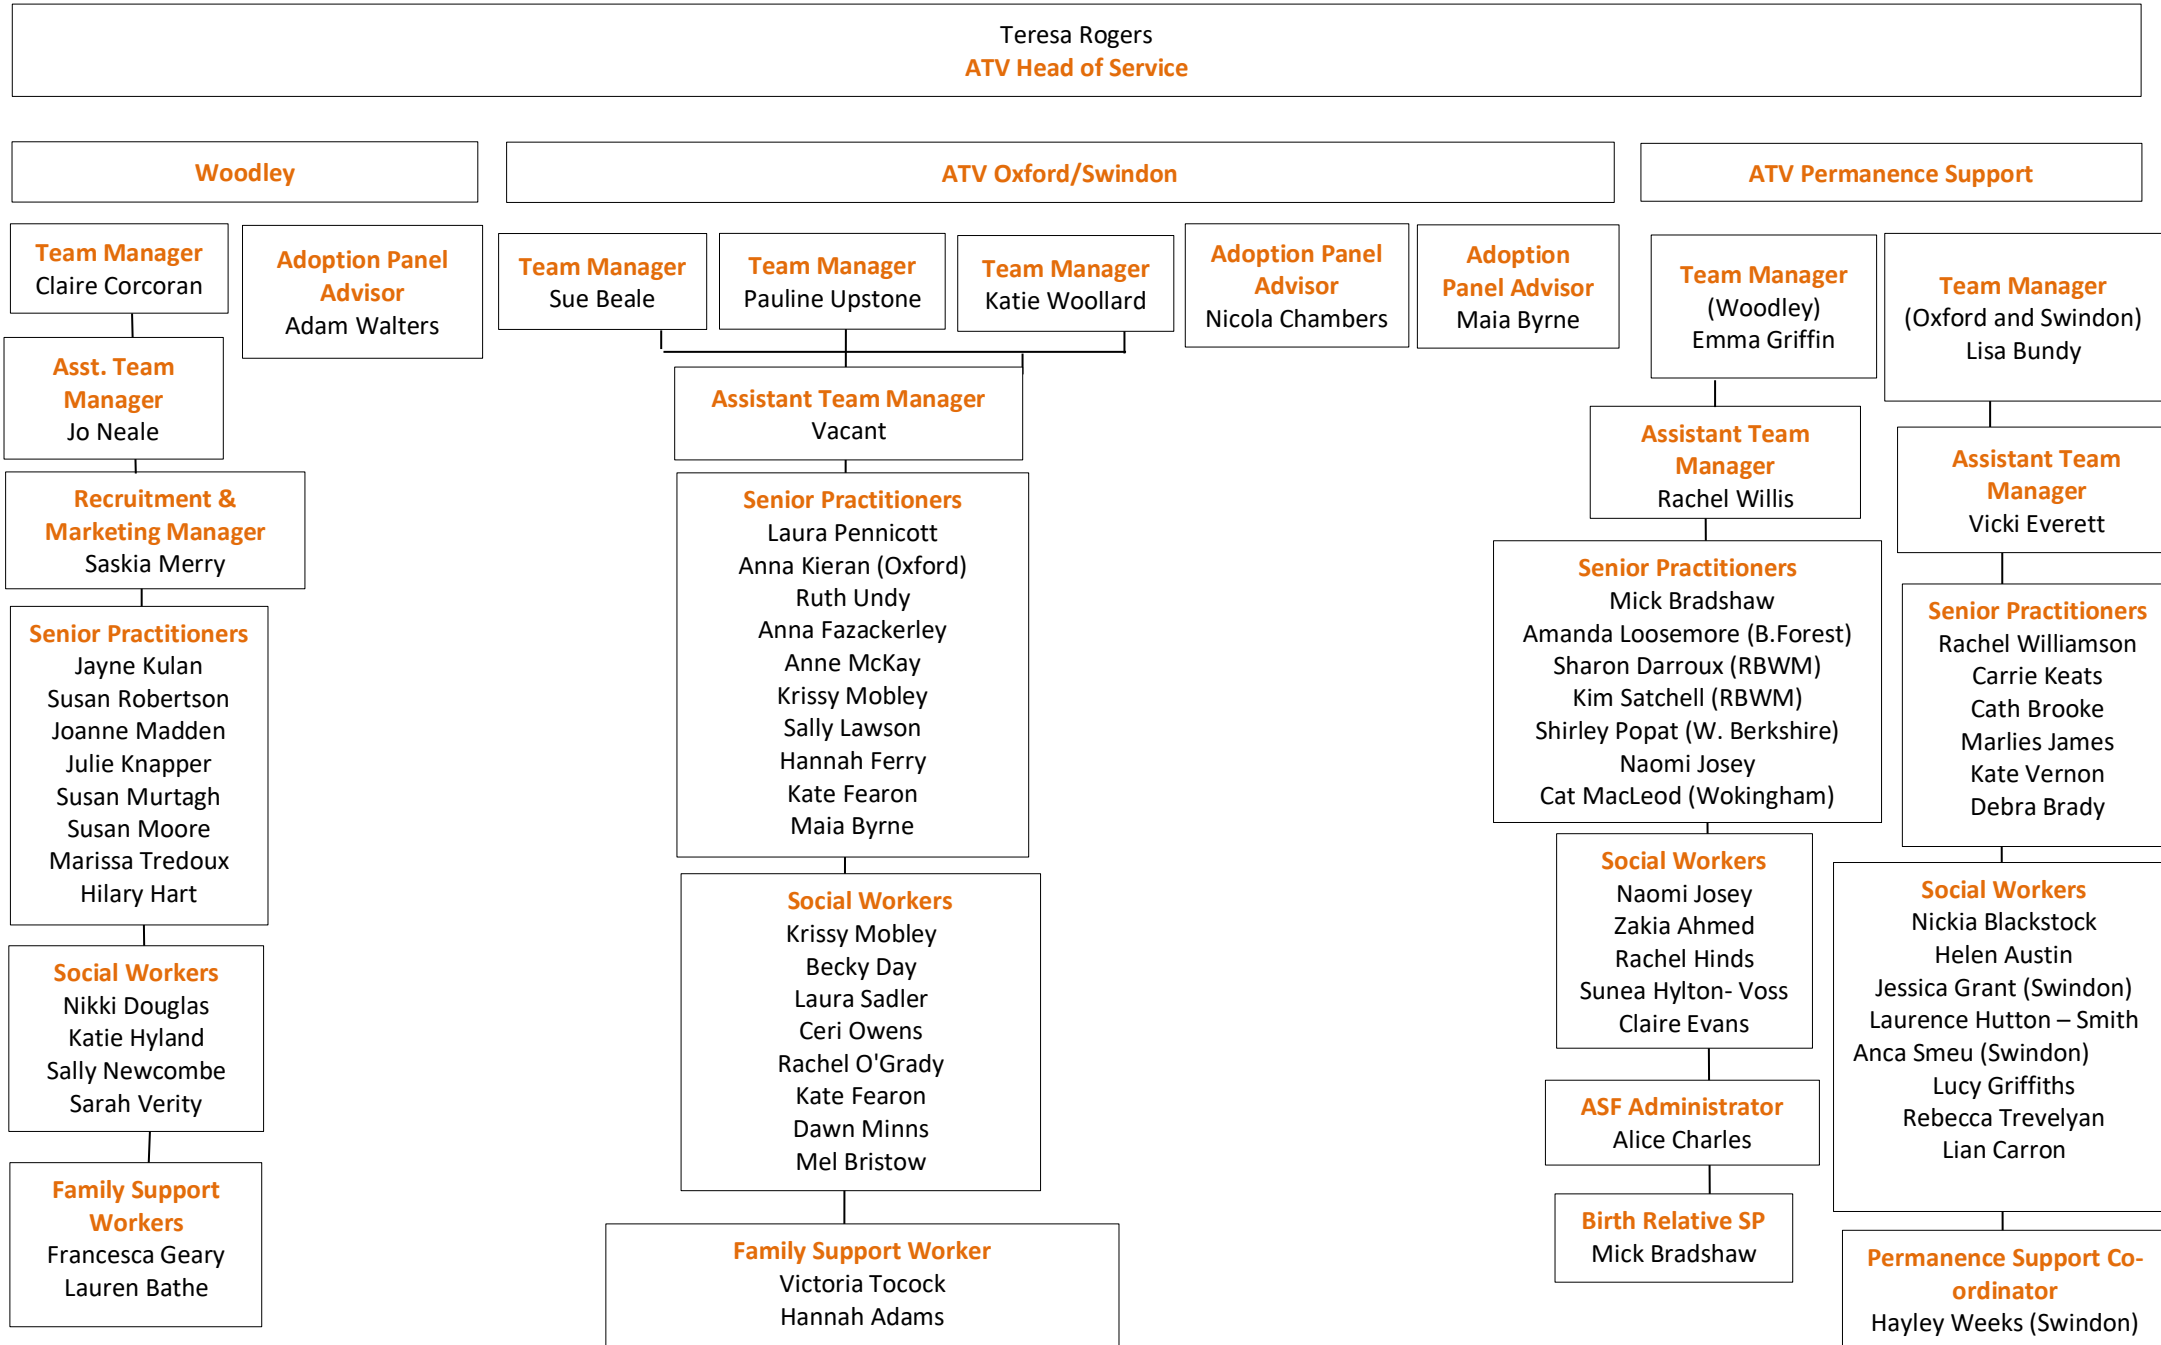 Teresa Rogers
ATV Head of Service
Woodley
Team Manager
Claire Corcoran
Adoption Panel
Advisor
Adam Walters
Asst. Team
Manager
Jo Neale
Recruitment &
Marketing Manager
Saskia Merry
Senior Practitioners
Jayne Kulan
Susan Robertson
Joanne Madden
Julie Knapper
Susan Murtagh
Susan Moore
Marissa Tredoux
Hilary Hart
Social Workers
Nikki Douglas
Katie Hyland
Sally Newcombe
Sarah Verity
Family Support
Workers
Francesca Geary
Lauren Bathe
ATV Oxford/Swindon
Team Manager
Sue Beale
Team Manager
Pauline Upstone
Team Manager
Katie Woollard
Adoption Panel
Advisor
Nicola Chambers
Adoption
Panel Advisor
Maia Byrne
Assistant Team Manager
Vacant
Senior Practitioners
Laura Pennicott
Anna Kieran (Oxford)
Ruth Undy
Anna Fazackerley
Anne McKay
Krissy Mobley
Sally Lawson
Hannah Ferry
Kate Fearon
Maia Byrne
Social Workers
Krissy Mobley
Becky Day
Laura Sadler
Ceri Owens
Rachel O'Grady
Kate Fearon
Dawn Minns
Mel Bristow
Family Support Worker
Victoria Tocock
Hannah Adams
ATV Permanence Support
Team Manager
(Woodley)
Emma Griffin
Assistant Team
Manager
Rachel Willis
Senior Practitioners
Mick Bradshaw
Amanda Loosemore (B.Forest)
Sharon Darroux (RBWM)
Kim Satchell (RBWM)
Shirley Popat (W. Berkshire)
Naomi Josey
Cat MacLeod (Wokingham)
Social Workers
Naomi Josey
Zakia Ahmed
Rachel Hinds
Sunea Hylton- Voss
Claire Evans
ASF Administrator
Alice Charles
Birth Relative SP
Mick Bradshaw
Team Manager
(Oxford and Swindon)
Lisa Bundy
Assistant Team
Manager
Vicki Everett
Senior Practitioners
Rachel Williamson
Carrie Keats
Cath Brooke
Marlies James
Kate Vernon
Debra Brady
Social Workers
Nickia Blackstock
Helen Austin
Jessica Grant (Swindon)
Laurence Hutton – Smith
Anca Smeu (Swindon)
Lucy Griffiths
Rebecca Trevelyan
Lian Carron
Permanence Support Co-
ordinator
Hayley Weeks (Swindon)